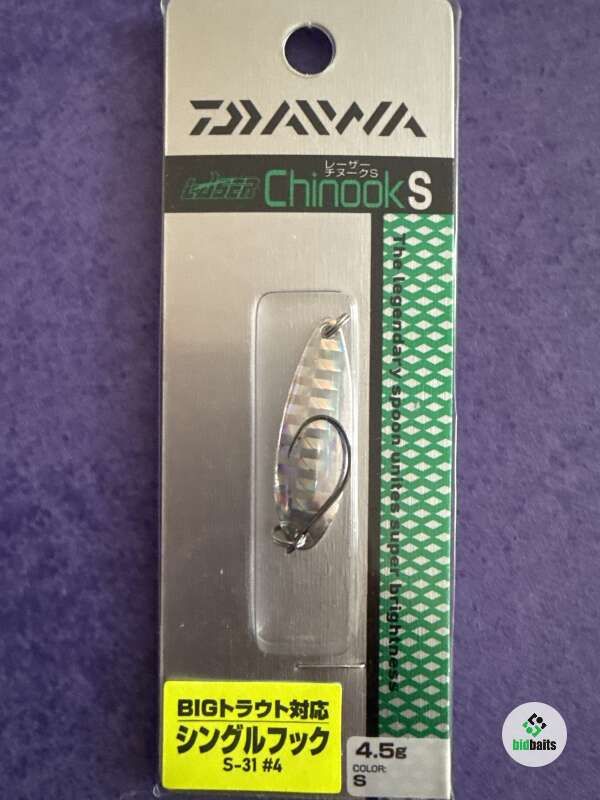 DAIWA
レーザー
チヌークS
LASER Chinook S
The legendary spoon unites super brightness
BIGトラウト対応
シングルフック
S-31 #4
4.5g
COLOR:
S
bidbaits